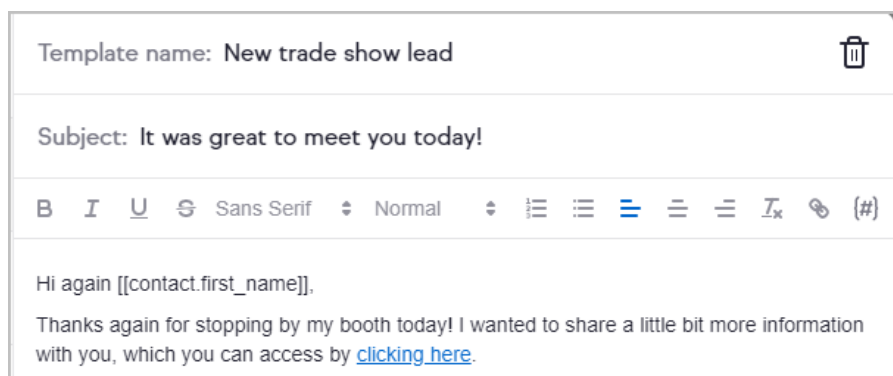 Template name: New trade show lead
Subject: It was great to meet you today!
B I U S Sans Serif Normal {#}
Hi again [[contact.first_name]],
Thanks again for stopping by my booth today! I wanted to share a little bit more information
with you, which you can access by clicking here.